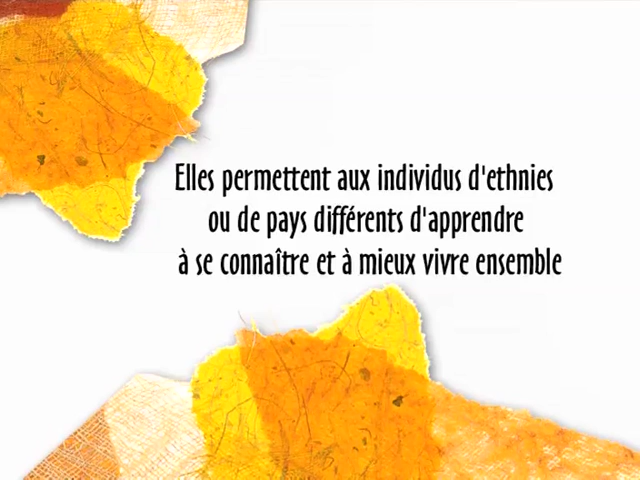 Elles permettent aux individus d'ethnies
ou de pays différents d'apprendre
à se connaître et à mieux vivre ensemble